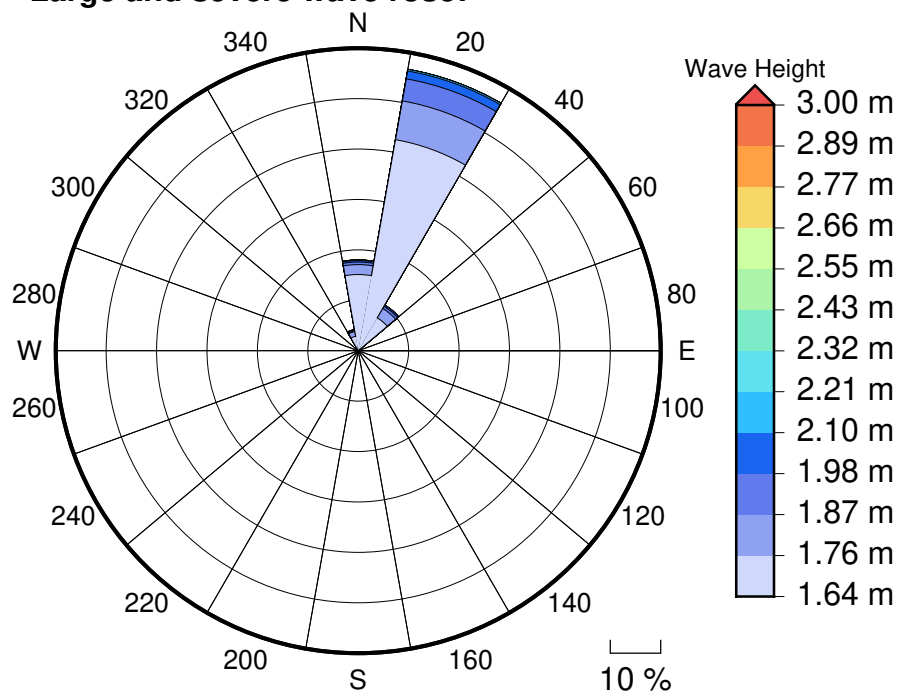 Large and severe wave rose:
N
340
20
320
40
300
60
280
80
W
E
260
100
240
120
220
140
200
160
S
10 %
Wave Height
3.00 m
2.89 m
2.77 m
2.66 m
2.55 m
2.43 m
2.32 m
2.21 m
2.10 m
1.98 m
1.87 m
1.76 m
1.64 m